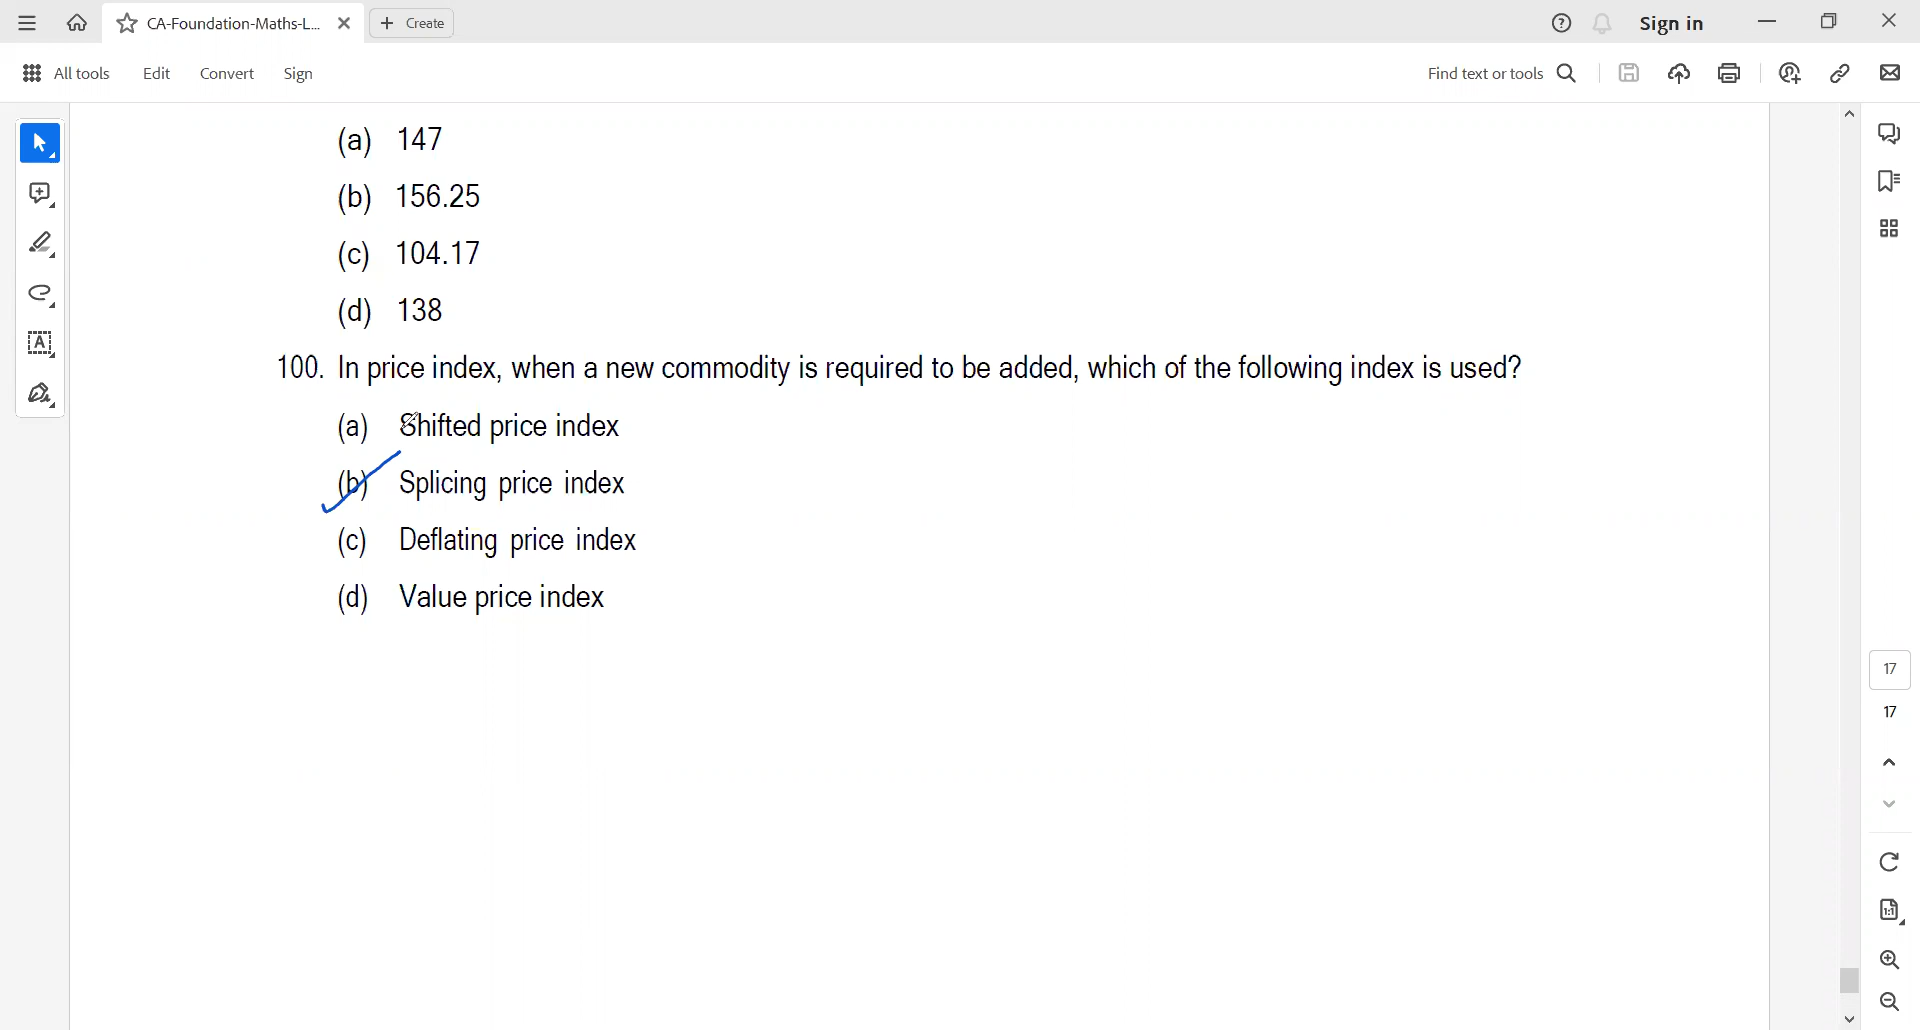 CA-Foundation-Maths-L...
Create
Sign in
All tools Edit Convert Sign
Find text or tools
(a) 147
(b) 156.25
(c) 104.17
(d) 138
100. In price index, when a new commodity is required to be added, which of the following index is used?
(a) Shifted price index
(b) Splicing price index
(c) Deflating price index
(d) Value price index
17
17